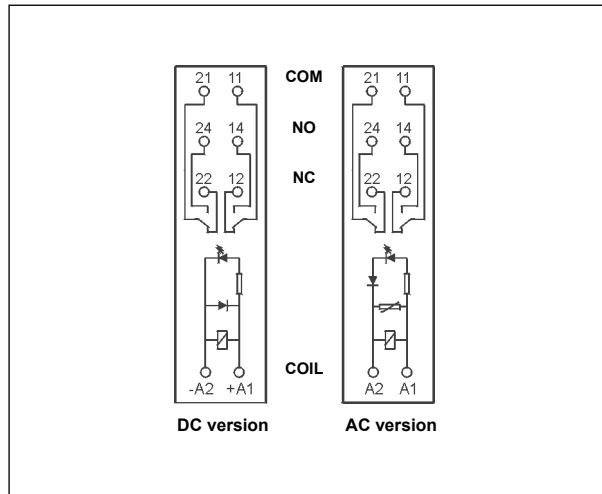 21 11 COM 21 11
24 14 NO 24 14
22 12 NC 22 12
COIL
-A2 +A1 A2 A1
DC version AC version